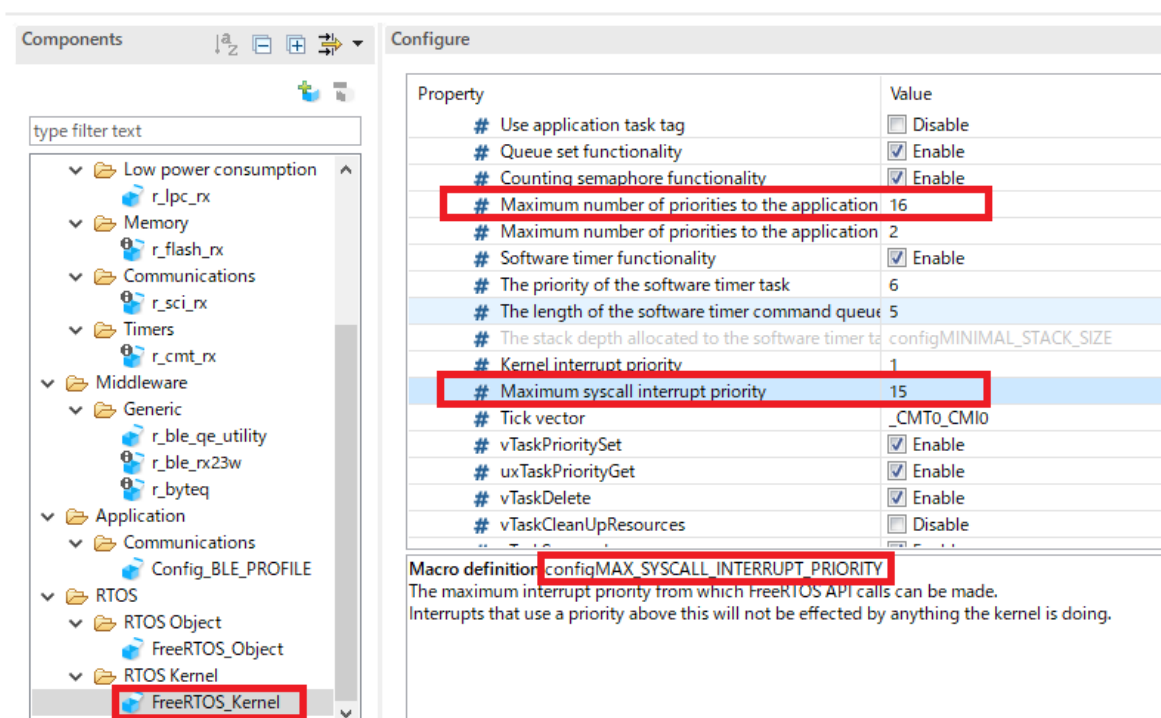 Components
Configure
type filter text
Low power consumption
r_lpc_rx
Memory
r_flash_rx
Communications
r_sci_rx
Timers
r_cmt_rx
Middleware
Generic
r_ble_qe_utility
r_ble_rx23w
r_byteq
Application
Communications
Config_BLE_PROFILE
RTOS
RTOS Object
FreeRTOS_Object
RTOS Kernel
FreeRTOS_Kernel
Property Value
# Use application task tag Disable
# Queue set functionality Enable
# Counting semaphore functionality Enable
# Maximum number of priorities to the application 16
# Maximum number of priorities to the application 2
# Software timer functionality Enable
# The priority of the software timer task 6
# The length of the software timer command queue 5
# The stack depth allocated to the software timer ta configMINIMAL_STACK_SIZE
# Kernel interrupt priority 1
# Maximum syscall interrupt priority 15
# Tick vector _CMT0_CMI0
# vTaskPrioritySet Enable
# uxTaskPriorityGet Enable
# vTaskDelete Enable
# vTaskCleanUpResources Disable
Macro definition configMAX_SYSCALL_INTERRUPT_PRIORITY
The maximum interrupt priority from which FreeRTOS API calls can be made.
Interrupts that use a priority above this will not be effected by anything the kernel is doing.